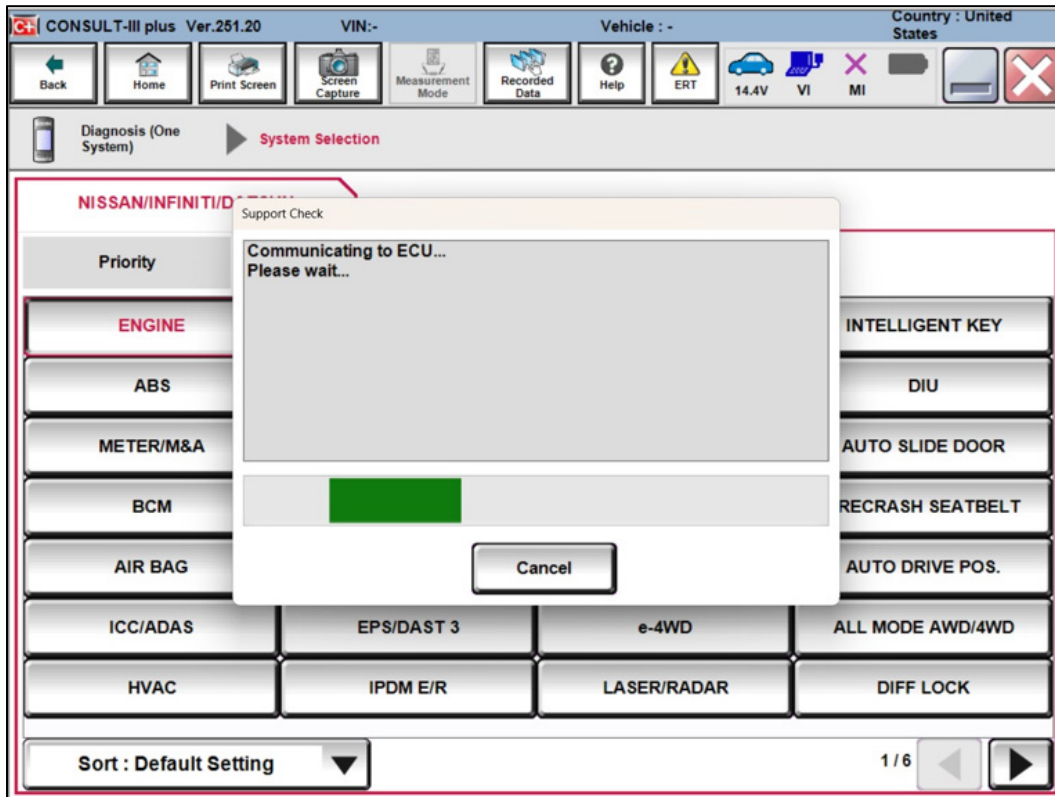 C+ CONSULT-III plus Ver.251.20 VIN:- Vehicle : - Country : United
States
Back Home Print Screen Screen
Capture Measurement
Mode Recorded
Data Help ERT 14.4V VI MI
Diagnosis (One
System) System Selection
NISSAN/INFINITI/
Support Check
Priority
Communicating to ECU...
Please wait...
ENGINE INTELLIGENT KEY
ABS DIU
METER/M&A AUTO SLIDE DOOR
BCM RECRASH SEATBELT
AIR BAG Cancel AUTO DRIVE POS.
ICC/ADAS EPS/DAST 3 e-4WD ALL MODE AWD/4WD
HVAC IPDM E/R LASER/RADAR DIFF LOCK
Sort : Default Setting 1/6